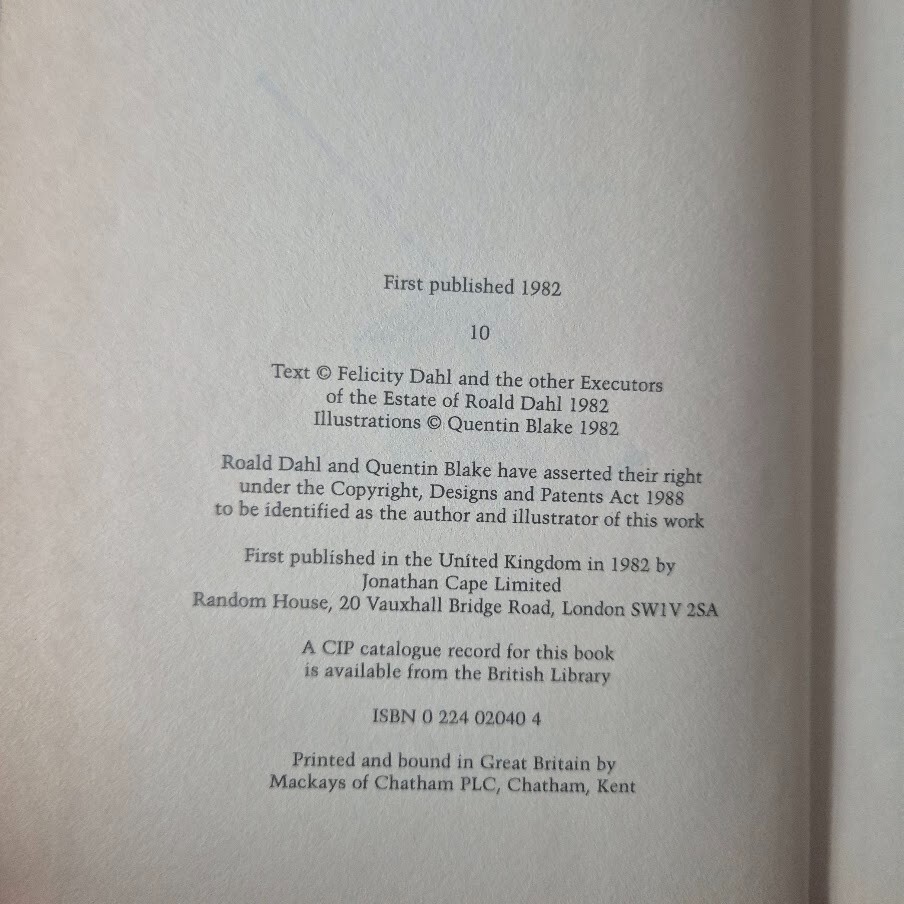 First published 1982
10
Text © Felicity Dahl and the other Executors
of the Estate of Roald Dahl 1982
Illustrations © Quentin Blake 1982
Roald Dahl and Quentin Blake have asserted their right
under the Copyright, Designs and Patents Act 1988
to be identified as the author and illustrator of this work
First published in the United Kingdom in 1982 by
Jonathan Cape Limited
Random House, 20 Vauxhall Bridge Road, London SW1V 2SA
A CIP catalogue record for this book
is available from the British Library
ISBN 0 224 02040 4
Printed and bound in Great Britain by
Mackays of Chatham PLC, Chatham, Kent